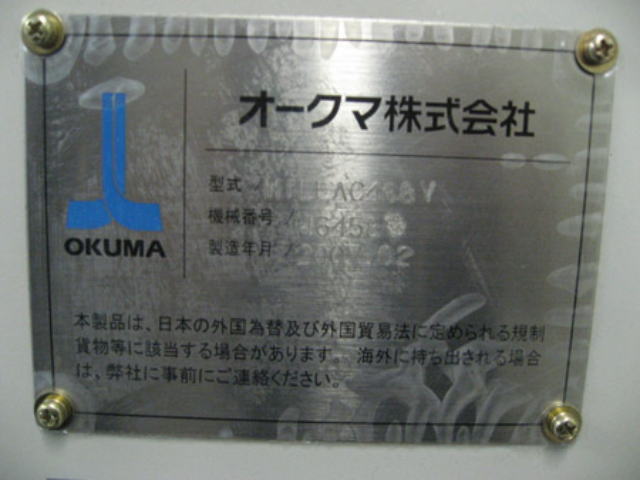 オークマ株式会社
OKUMA
型式
機械番号
製造年月
本製品は、日本の外国為替及び外国貿易法に定められる規制
貨物等に該当する場合があります。 海外に持ち出される場合
は、弊社に事前にご連絡ください。